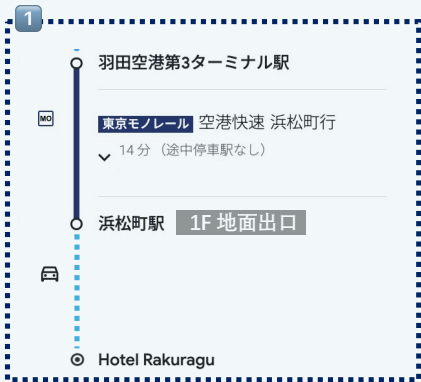 1
羽田空港第3ターミナル駅
MO
東京モノレール 空港快速 浜松町行
14 分（途中停車駅なし）
浜松町駅 1F 地面出口
Hotel Rakuragu